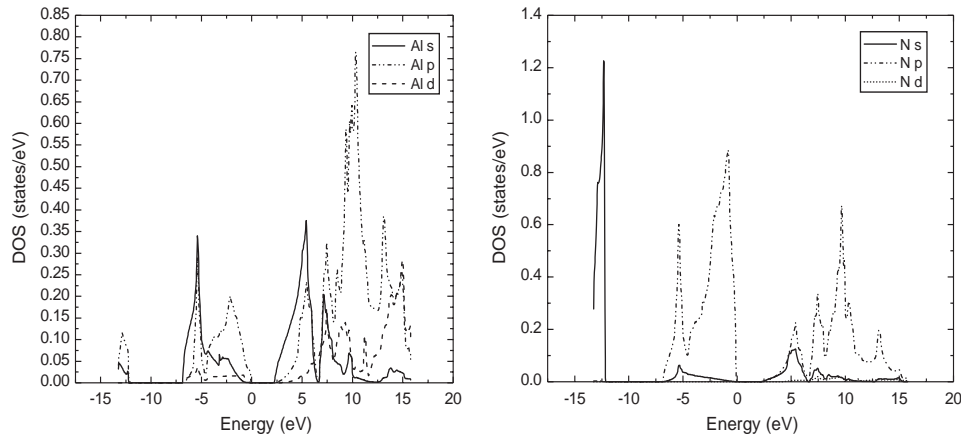 0.85
0.80
0.75
0.70
0.65
0.60
0.55
0.50
0.45
0.40
0.35
0.30
0.25
0.20
0.15
0.10
0.05
0.00
DOS (states/eV)
Al s
Al p
Al d
-15 -10 -5 0 5 10 15 20
Energy (eV)
1.4
1.2
1.0
0.8
0.6
0.4
0.2
0.0
DOS (states/eV)
N s
N p
N d
-15 -10 -5 0 5 10 15 20
Energy (eV)